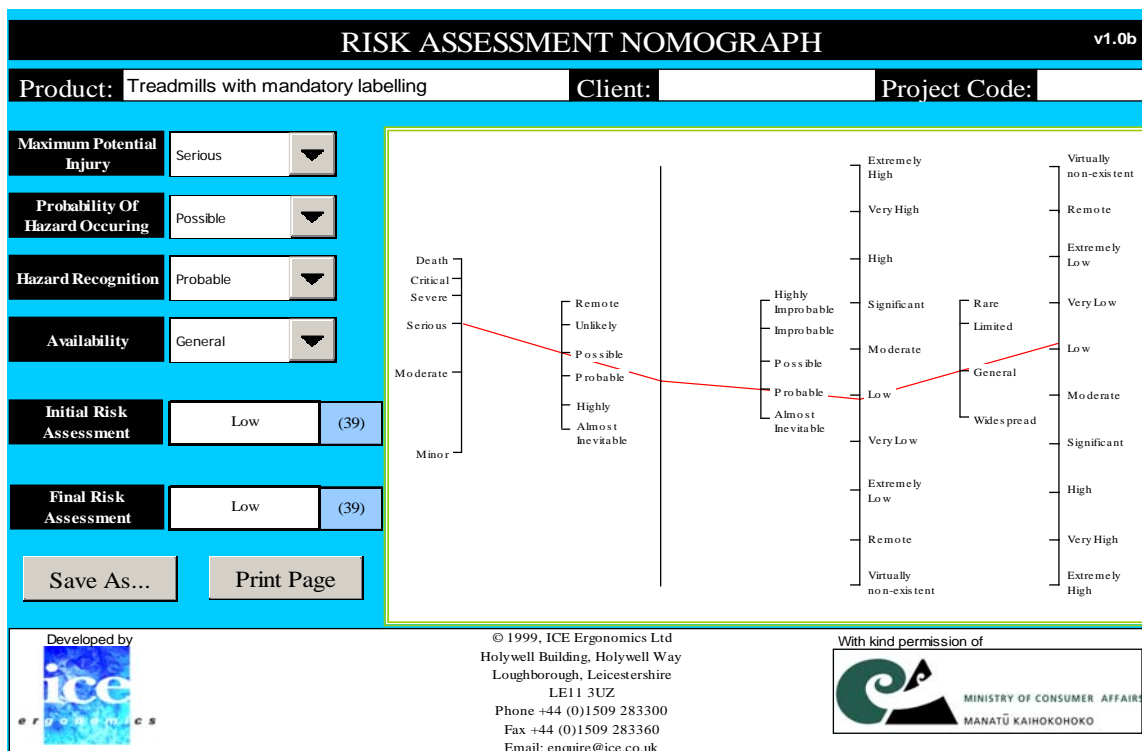 RISK ASSESSMENT NOMOGRAPH
v1.0b
Product: Treadmills with mandatory labelling
Client:
Project Code:
Maximum Potential
Injury
Serious
Probability Of
Hazard Occuring
Possible
Hazard Recognition
Probable
Availability
General
Initial Risk
Assessment
Low
(39)
Final Risk
Assessment
Low
(39)
Save As...
Print Page
Death
Critical
Severe
Serious
Moderate
Minor
Remote
Unlikely
Possible
Probable
Highly
Almost
Inevitable
Highly
Improbable
Improbable
Possible
Probable
Almost
Inevitable
Extremely
High
Very High
High
Significant
Moderate
Low
Very Low
Extremely
Low
Remote
Virtually
non-existent
Rare
Limited
General
Widespread
Virtually
non-existent
Remote
Extremely
Low
Very Low
Low
Moderate
Significant
High
Very High
Extremely
High
Developed by
ice
ergonomics
© 1999, ICE Ergonomics Ltd
Holywell Building, Holywell Way
Loughborough, Leicestershire
LE11 3UZ
Phone +44 (0)1509 283300
Fax +44 (0)1509 283360
Email: enquire@ice.co.uk
With kind permission of
MINISTRY OF CONSUMER AFFAIRS
MANATŪ KAIHOKOHOKO